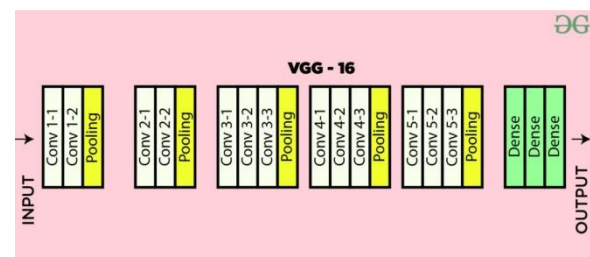 VGG - 16
INPUT
Conv 1-1
Conv 1-2
Pooling
Conv 2-1
Conv 2-2
Pooling
Conv 3-1
Conv 3-2
Conv 3-3
Pooling
Conv 4-1
Conv 4-2
Conv 4-3
Pooling
Conv 5-1
Conv 5-2
Conv 5-3
Pooling
Dense
Dense
Dense
OUTPUT